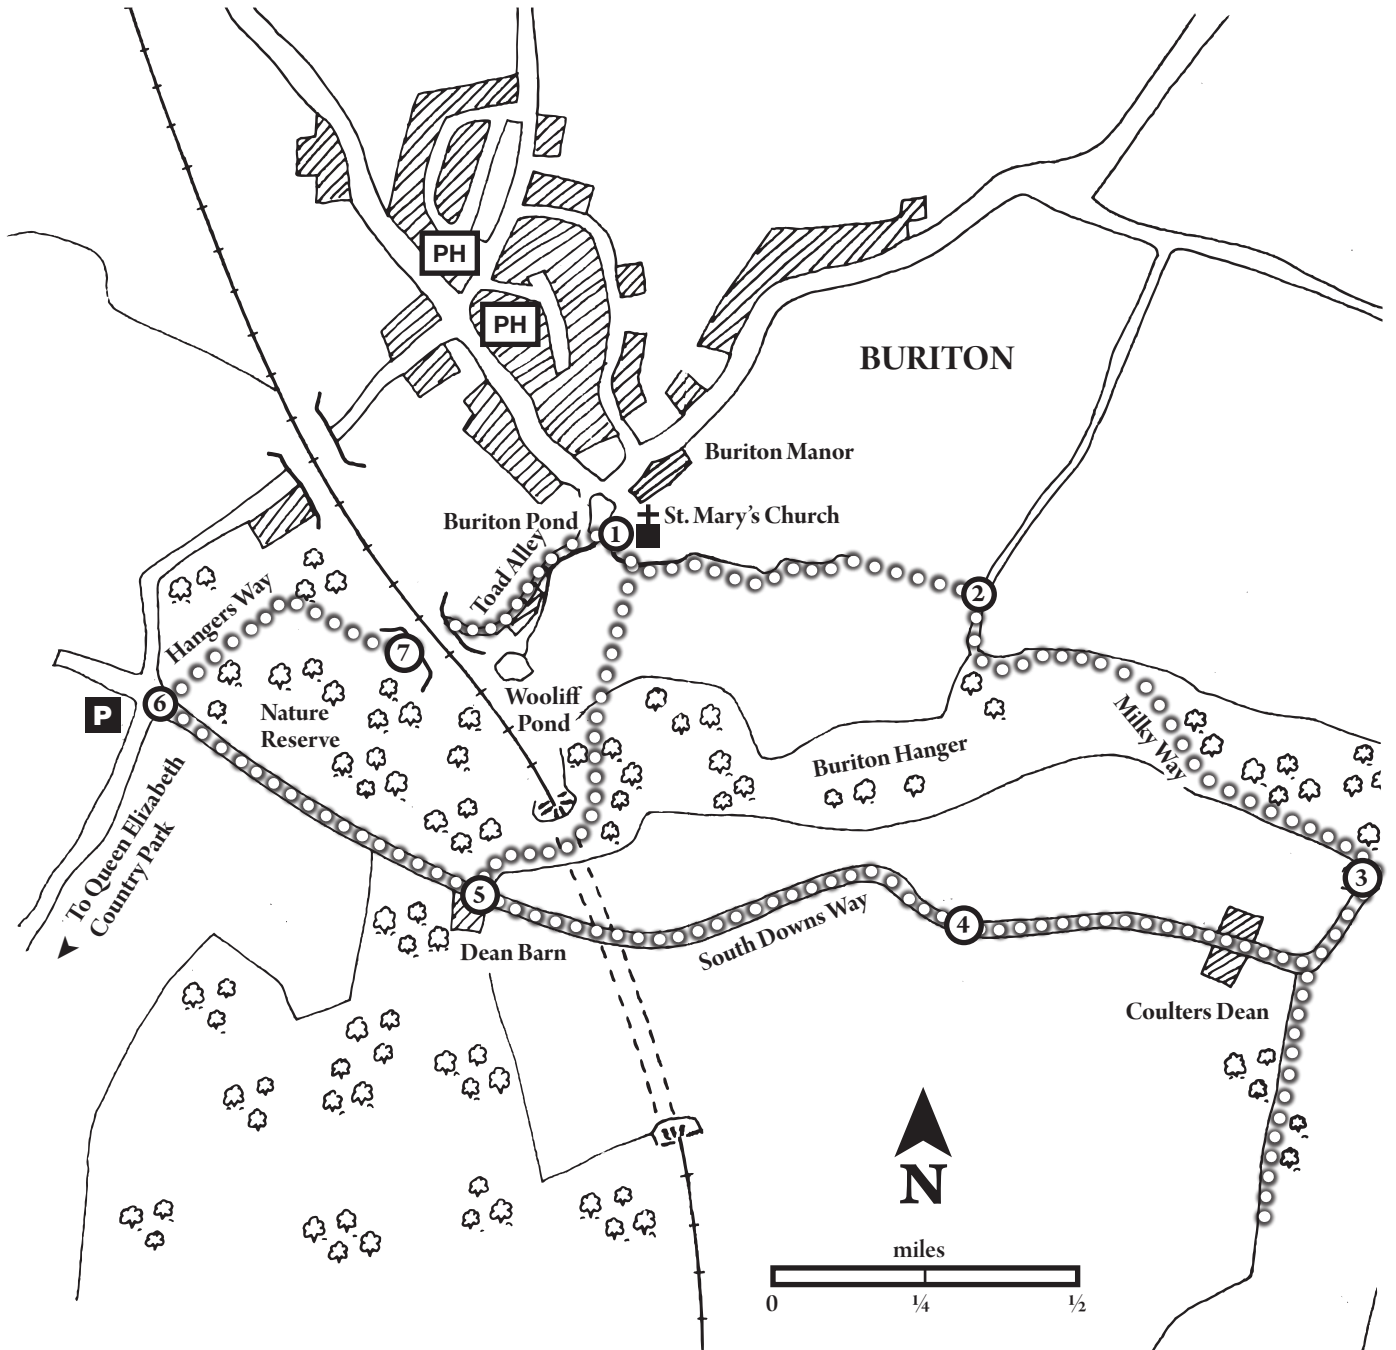 PH
PH
BURITON
Buriton Manor
Buriton Pond
St. Mary's Church
1
Toad Alley
2
Hangers Way
7
6
P
Nature
Reserve
Wooliff
Pond
Milky Way
Buriton Hanger
To Queen Elizabeth
Country Park
3
5
4
South Downs Way
Dean Barn
Coulters Dean
N
miles
0 ¼ ½